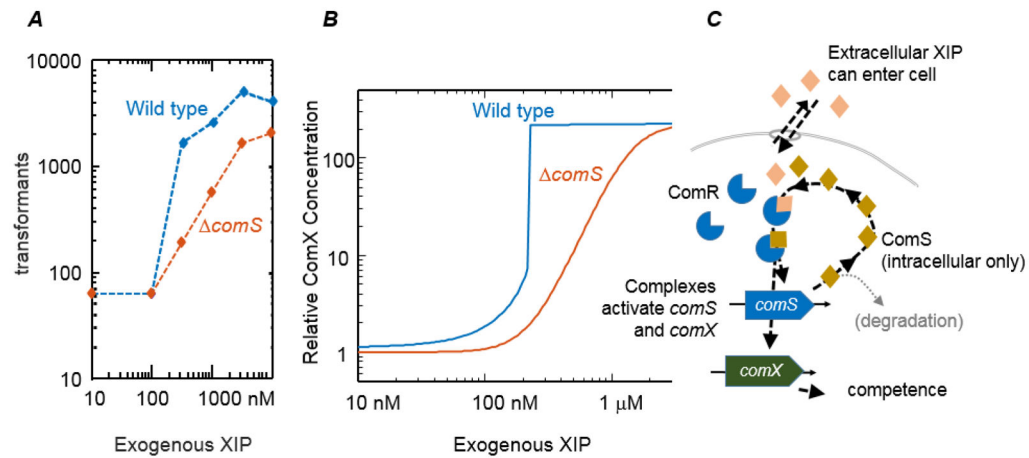 A
10000
1000
100
10
transformants
Wild type
ΔcomS
10
100
1000 nM
Exogenous XIP
B
Relative ComX Concentration
100
10
1
Wild type
ΔcomS
10 nM
100 nM
1 μM
Exogenous XIP
C
Extracellular XIP
can enter cell
ComR
ComS
(intracellular only)
Complexes
activate comS
and comX
comS
(degradation)
comX
competence